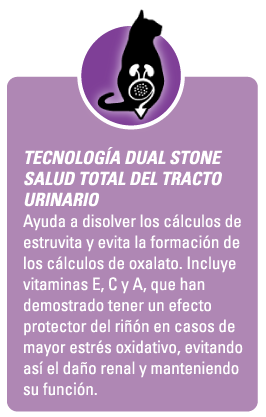 TECNOLOGÍA DUAL STONE
SALUD TOTAL DEL TRACTO
URINARIO
Ayuda a disolver los cálculos de
estruvita y evita la formación de
los cálculos de oxalato. Incluye
vitaminas E, C y A, que han
demostrado tener un efecto
protector del riñón en casos de
mayor estrés oxidativo, evitando
así el daño renal y manteniendo
su función.